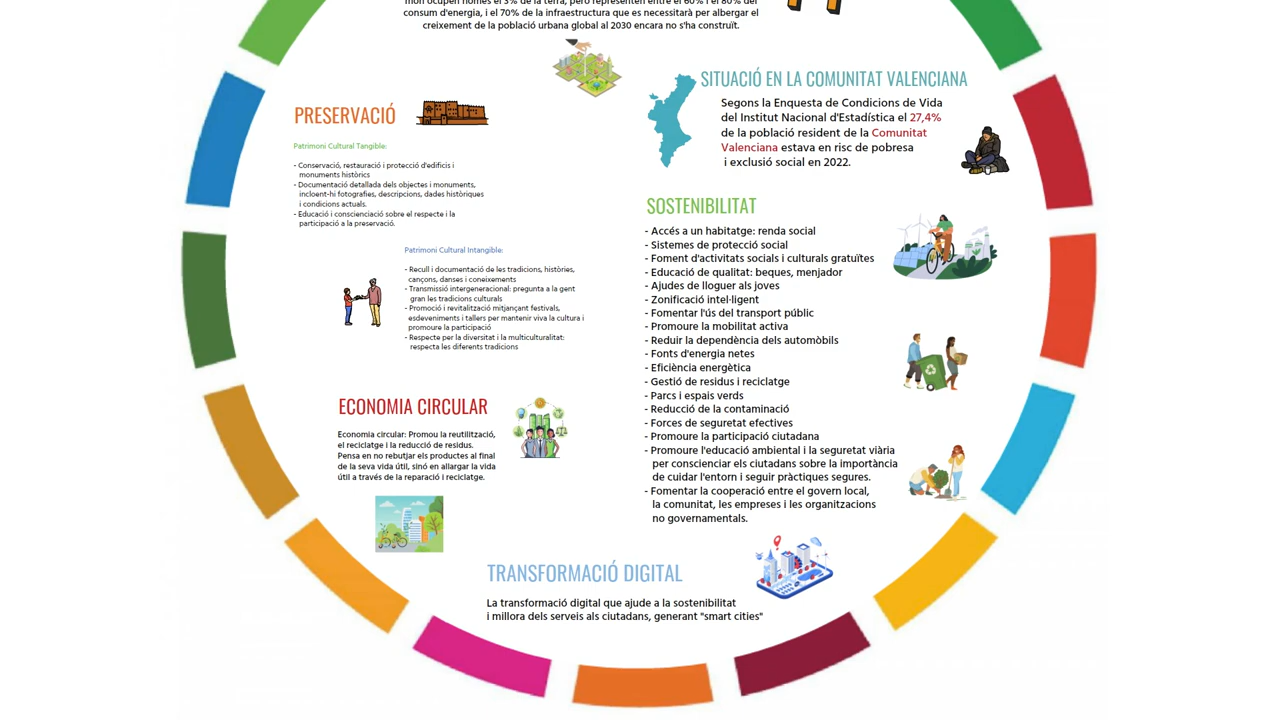 mon ocupen només el 3% de la terra, però representen entre el 60% i el 80% del
consum d'energia, i el 70% de la infraestructura que es necessitarà per albergar el
creixement de la població urbana global al 2030 encara no s'ha construït.
PRESERVACIÓ
Patrimoni Cultural Tangible:
- Conservació, restauració i protecció d'edificis i
monuments històrics
- Documentació detallada dels objectes i monuments,
incloent-hi fotografies, descripcions, dades històriques
i condicions actuals.
- Educació i conscienciació sobre el respecte i la
participació a la preservació.
Patrimoni Cultural Intangible:
- Recull i documentació de les tradicions, històries,
cançons, danses i coneixements
- Transmissió intergeneracional: pregunta a la gent
gran les tradicions culturals
- Promoció i revitalització mitjançant festivals,
esdeveniments i tallers per mantenir viva la cultura i
promoure la participació
- Respecte per la diversitat i la multiculturalitat:
respecta les diferents tradicions
ECONOMIA CIRCULAR
Economia circular: Promou la reutilització,
el reciclatge i la reducció de residus.
Pensa en no rebutjar els productes al final
de la seva vida útil, sinó en allargar la vida
útil a través de la reparació i reciclatge.
SITUACIÓ EN LA COMUNITAT VALENCIANA
Segons la Enquesta de Condicions de Vida
del Institut Nacional d'Estadística el 27,4%
de la població resident de la Comunitat
Valenciana estava en risc de pobresa
i exclusió social en 2022.
SOSTENIBILITAT
- Accés a un habitatge: renda social
- Sistemes de protecció social
- Foment d'activitats socials i culturals gratuïtes
- Educació de qualitat: beques, menjador
- Ajudes de lloguer als joves
- Zonificació intel·ligent
- Fomentar l'ús del transport públic
- Promoure la mobilitat activa
- Reduir la dependència dels automòbils
- Fonts d'energia netes
- Eficiència energètica
- Gestió de residus i reciclatge
- Parcs i espais verds
- Reducció de la contaminació
- Forces de seguretat efectives
- Promoure la participació ciutadana
- Promoure l'educació ambiental i la seguretat viària
per conscienciar els ciutadans sobre la importància
de cuidar l'entorn i seguir pràctiques segures.
- Fomentar la cooperació entre el govern local,
la comunitat, les empreses i les organitzacions
no governamentals.
TRANSFORMACIÓ DIGITAL
La transformació digital que ajude a la sostenibilitat
i millora dels serveis als ciutadans, generant "smart cities"